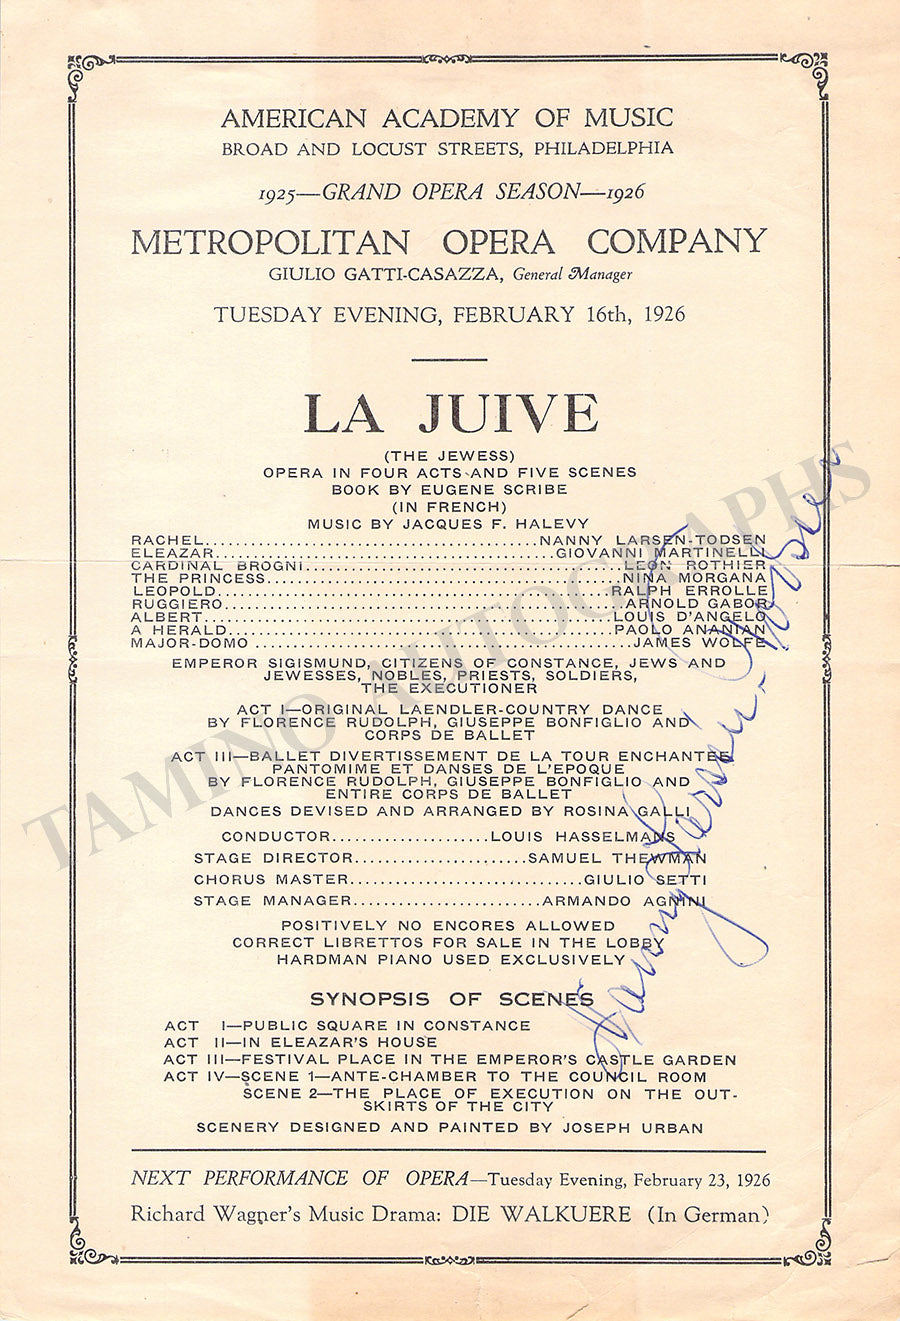 AMERICAN ACADEMY OF MUSIC
BROAD AND LOCUST STREETS, PHILADELPHIA
1925—GRAND OPERA SEASON—1926
METROPOLITAN OPERA COMPANY
GIULIO GATTI-CASAZZA, General Manager
TUESDAY EVENING, FEBRUARY 16th, 1926
LA JUIVE
(THE JEWESS)
OPERA IN FOUR ACTS AND FIVE SCENES
BOOK BY EUGENE SCRIBE
(IN FRENCH)
MUSIC BY JACQUES F. HALEVY
RACHEL..............................NANNY LARSEN-TODSEN
ELEAZAR..............................GIOVANNI MARTINELLI
CARDINAL BROGNI..............................LEON ROTHIER
THE PRINCESS..............................NINA MORGANA
LEOPOLD..............................RALPH ERROLLE
RUGGIERO..............................ARNOLD GABOR
ALBERT..............................LOUIS D'ANGELO
A HERALD..............................PAOLO ANANIAN
MAJOR-DOMO..............................JAMES WOLFE
EMPEROR SIGISMUND, CITIZENS OF CONSTANCE, JEWS AND
JEWESSES, NOBLES, PRIESTS, SOLDIERS,
THE EXECUTIONER
ACT I—ORIGINAL LAENDLER-COUNTRY DANCE
BY FLORENCE RUDOLPH, GIUSEPPE BONFIGLIO AND
CORPS DE BALLET
ACT III—BALLET DIVERTISSEMENT DE LA TOUR ENCHANTEE
PANTOMIME ET DANSES DE L'EPOQUE
BY FLORENCE RUDOLPH, GIUSEPPE BONFIGLIO AND
ENTIRE CORPS DE BALLET
DANCES DEVISED AND ARRANGED BY ROSINA GALLI
CONDUCTOR....................LOUIS HASSELMANS
STAGE DIRECTOR......................SAMUEL THEWMAN
CHORUS MASTER..............................GIULIO SETTI
STAGE MANAGER........................ARMANDO AGNINI
POSITIVELY NO ENCORES ALLOWED
CORRECT LIBRETTOS FOR SALE IN THE LOBBY
HARDMAN PIANO USED EXCLUSIVELY
SYNOPSIS OF SCENES
ACT I—PUBLIC SQUARE IN CONSTANCE
ACT II—IN ELEAZAR'S HOUSE
ACT III—FESTIVAL PLACE IN THE EMPEROR'S CASTLE GARDEN
ACT IV—SCENE 1—ANTE-CHAMBER TO THE COUNCIL ROOM
SCENE 2—THE PLACE OF EXECUTION ON THE OUT-
SKIRTS OF THE CITY
SCENERY DESIGNED AND PAINTED BY JOSEPH URBAN
NEXT PERFORMANCE OF OPERA—Tuesday Evening, February 23, 1926
Richard Wagner's Music Drama: DIE WALKUERE (In German)
Nanny Larsén-Todsen
TAMINO AUTOGRAPHS